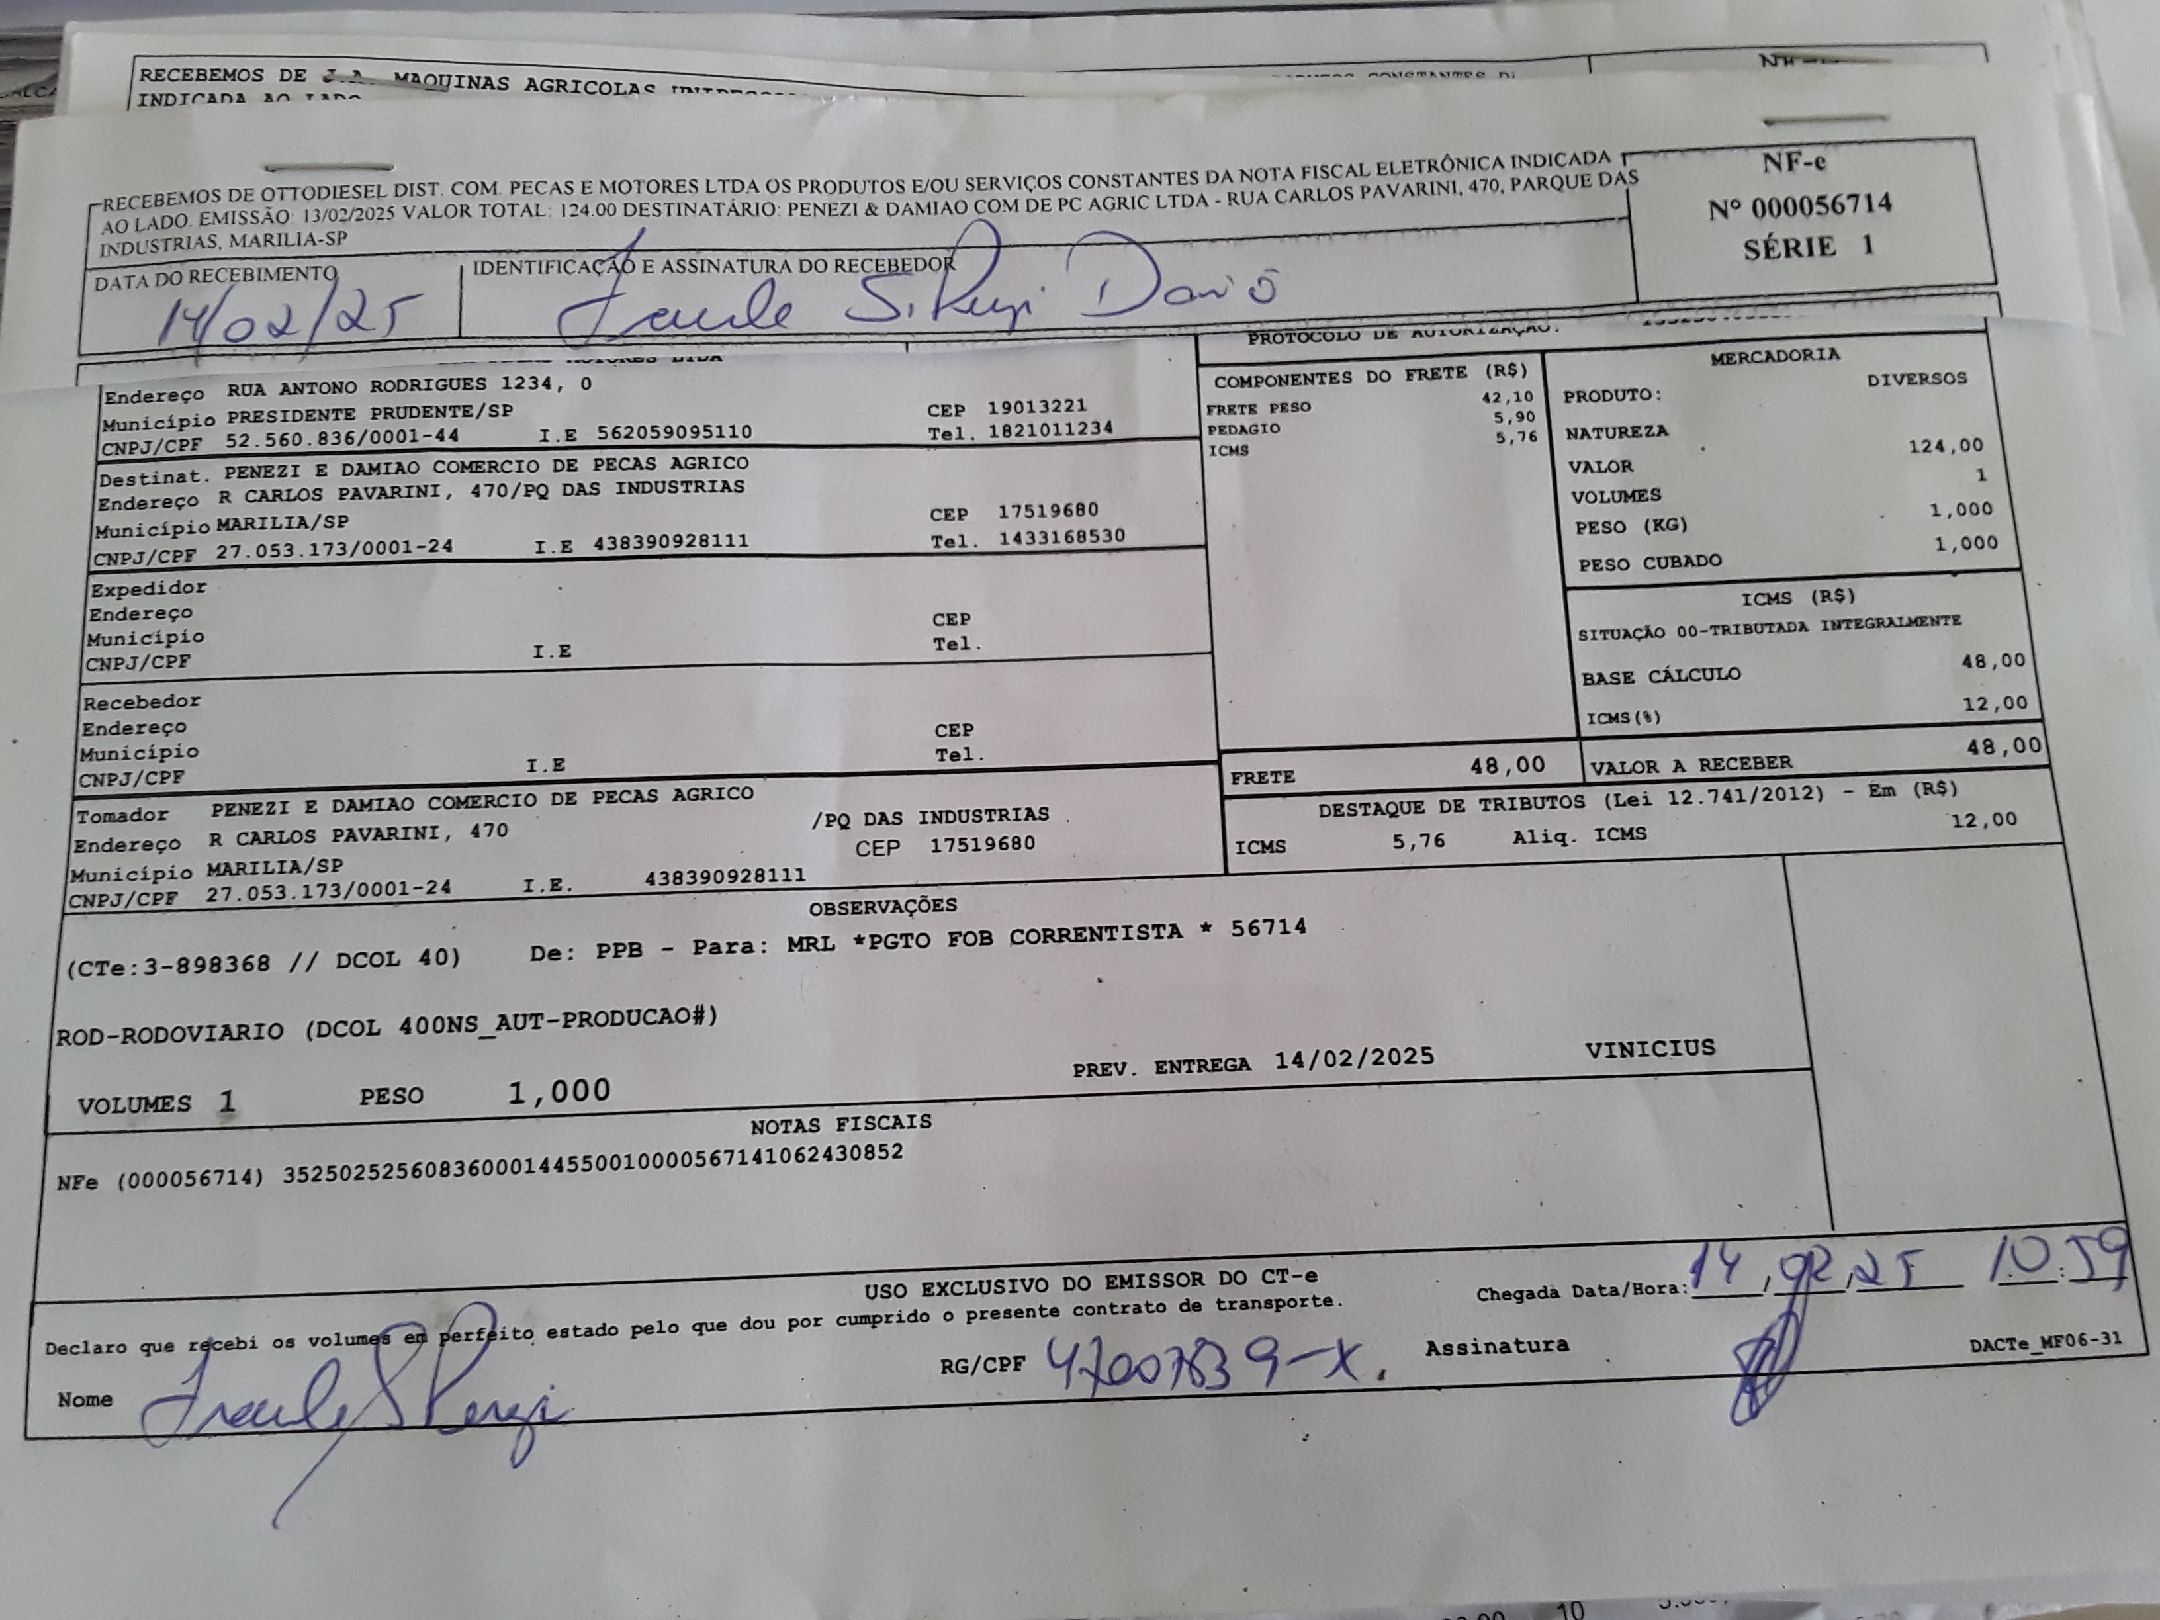 RECEBEMOS DE J.A. MAQUINAS AGRICOLAS
INDICADA AO LADO
RECEBEMOS DE OTTODIESEL DIST. COM. PECAS E MOTORES LTDA OS PRODUTOS E/OU SERVIÇOS CONSTANTES DA NOTA FISCAL ELETRÔNICA INDICADA
AO LADO. EMISSÃO: 13/02/2025 VALOR TOTAL: 124.00 DESTINATÁRIO: PENEZI & DAMIAO COM DE PC AGRIC LTDA - RUA CARLOS PAVARINI, 470, PARQUE DAS
INDUSTRIAS, MARILIA-SP
NF-e
Nº 000056714
SÉRIE 1
DATA DO RECEBIMENTO
14/02/25
IDENTIFICAÇÃO E ASSINATURA DO RECEBEDOR
MOTORES LTDA
Endereço RUA ANTONO RODRIGUES 1234, 0
Município PRESIDENTE PRUDENTE/SP CEP 19013221
CNPJ/CPF 52.560.836/0001-44 I.E 562059095110 Tel. 1821011234
Destinat. PENEZI E DAMIAO COMERCIO DE PECAS AGRICO
Endereço R CARLOS PAVARINI, 470/PQ DAS INDUSTRIAS
Município MARILIA/SP CEP 17519680
CNPJ/CPF 27.053.173/0001-24 I.E 438390928111 Tel. 1433168530
Expedidor
Endereço
Município CEP
CNPJ/CPF I.E Tel.
Recebedor
Endereço
Município CEP
CNPJ/CPF I.E Tel.
Tomador PENEZI E DAMIAO COMERCIO DE PECAS AGRICO
Endereço R CARLOS PAVARINI, 470 /PQ DAS INDUSTRIAS
Município MARILIA/SP CEP 17519680
CNPJ/CPF 27.053.173/0001-24 I.E. 438390928111
PROTOCOLO DE AUTORIZAÇÃO:
COMPONENTES DO FRETE (R$)
FRETE PESO 42,10
PEDAGIO 5,90
ICMS 5,76
MERCADORIA
PRODUTO: DIVERSOS
NATUREZA
VALOR 124,00
VOLUMES 1
PESO (KG) 1,000
PESO CUBADO 1,000
ICMS (R$)
SITUAÇÃO 00-TRIBUTADA INTEGRALMENTE
BASE CÁLCULO 48,00
ICMS(%) 12,00
FRETE 48,00 VALOR A RECEBER 48,00
DESTAQUE DE TRIBUTOS (Lei 12.741/2012) - Em (R$)
ICMS 5,76 Aliq. ICMS 12,00
OBSERVAÇÕES
(CTe:3-898368 // DCOL 40) De: PPB - Para: MRL *PGTO FOB CORRENTISTA * 56714
ROD-RODOVIARIO (DCOL 400NS_AUT-PRODUCAO#)
VOLUMES 1 PESO 1,000 PREV. ENTREGA 14/02/2025 VINICIUS
NOTAS FISCAIS
NFe (000056714) 35250252560836000144550010000567141062430852
USO EXCLUSIVO DO EMISSOR DO CT-e
Declaro que recebi os volumes em perfeito estado pelo que dou por cumprido o presente contrato de transporte.
Chegada Data/Hora: 14,02,25 10:59
Nome
RG/CPF 47007839-X. Assinatura
DACTe_MF06-31
10